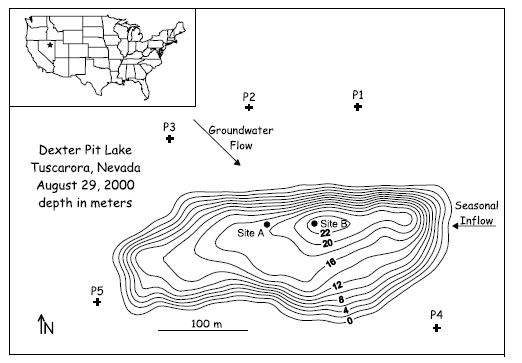 P1
P2
P3
Groundwater
Flow
Dexter Pit Lake
Tuscarora, Nevada
August 29, 2000
depth in meters
Seasonal
Inflow
Site A
Site B
22
20
16
12
8
4
0
P5
P4
N
100 m